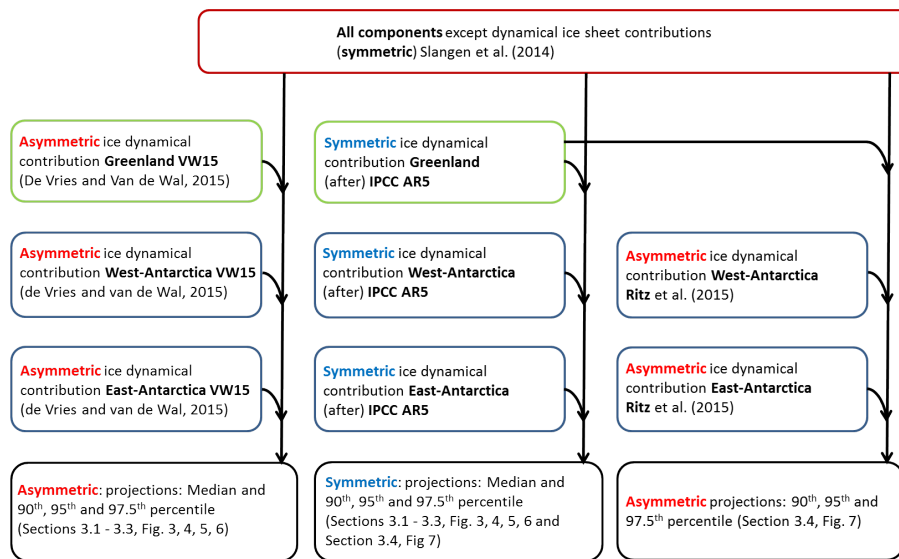 All components except dynamical ice sheet contributions
(symmetric) Slangen et al. (2014)
Asymmetric ice dynamical
contribution Greenland VW15
(De Vries and Van de Wal, 2015)
Symmetric ice dynamical
contribution Greenland
(after) IPCC AR5
Asymmetric ice dynamical
contribution West-Antarctica VW15
(de Vries and van de Wal, 2015)
Symmetric ice dynamical
contribution West-Antarctica
(after) IPCC AR5
Asymmetric ice dynamical
contribution West-Antarctica
Ritz et al. (2015)
Asymmetric ice dynamical
contribution East-Antarctica VW15
(de Vries and van de Wal, 2015)
Symmetric ice dynamical
contribution East-Antarctica
(after) IPCC AR5
Asymmetric ice dynamical
contribution East-Antarctica
Ritz et al. (2015)
Asymmetric: projections: Median and
90th, 95th and 97.5th percentile
(Sections 3.1 - 3.3, Fig. 3, 4, 5, 6)
Symmetric: projections: Median and
90th, 95th and 97.5th percentile
(Sections 3.1 - 3.3, Fig. 3, 4, 5, 6 and
Section 3.4, Fig 7)
Asymmetric projections: 90th, 95th and
97.5th percentile (Section 3.4, Fig. 7)